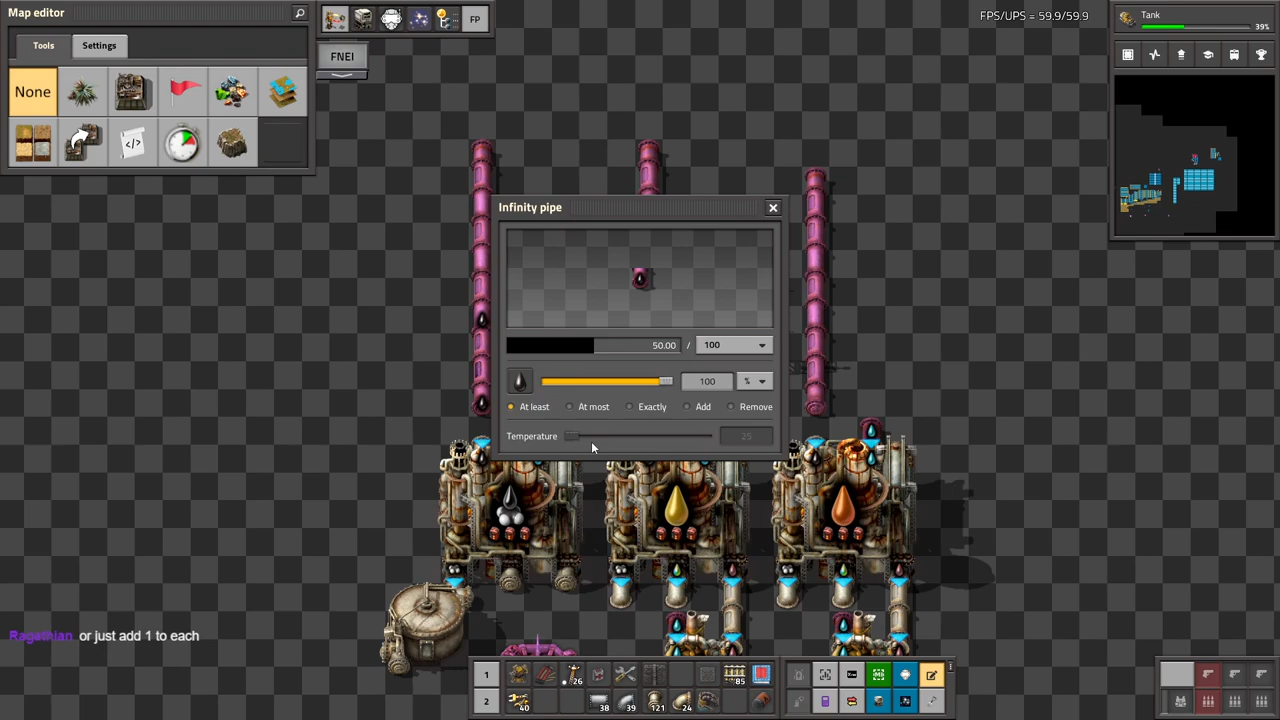 Map editor
Tools Settings
None
FP
FNEI
FPS/UPS = 59.9/59.9
Tank
39%
Infinity pipe
50.00 / 100
100 %
At least At most Exactly Add Remove
Temperature 25
Ragathian or just add 1 to each
1 26 85
2 40 38 39 121 24